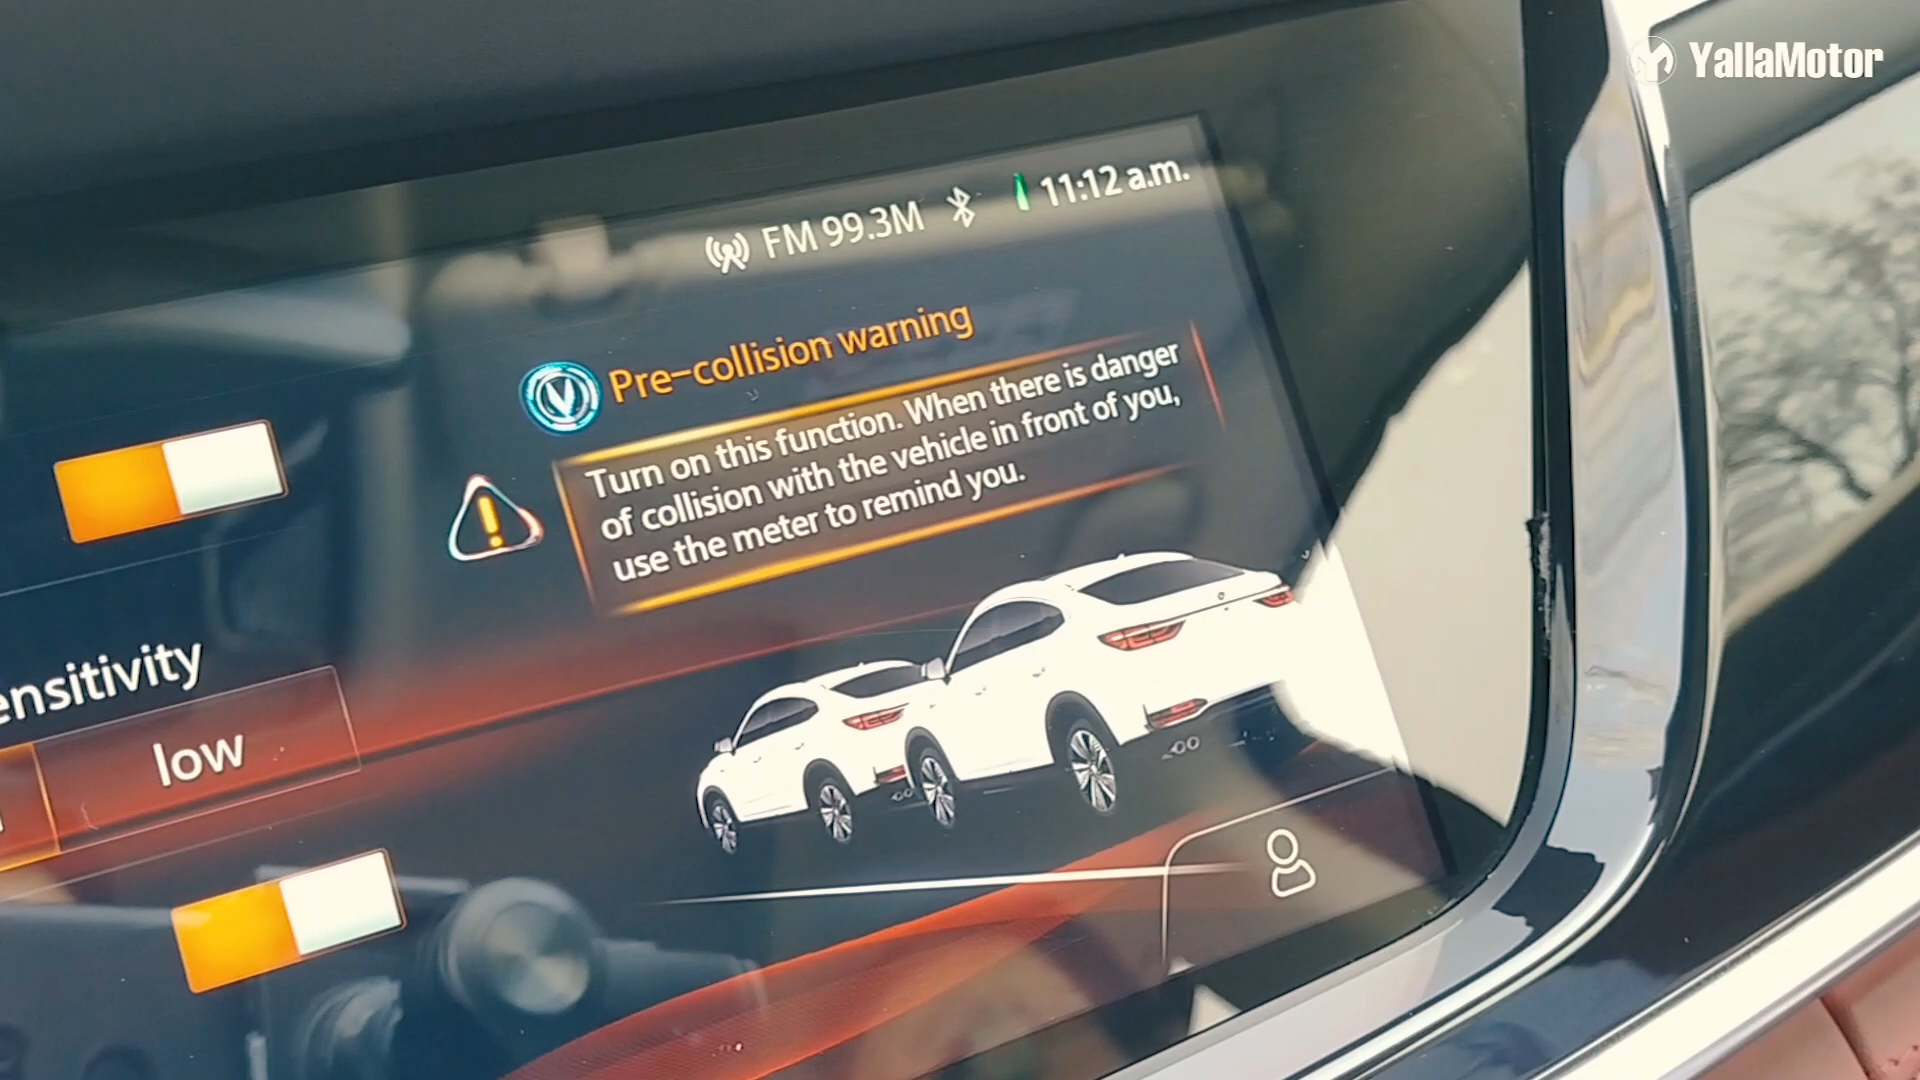 YallaMotor
FM 99.3M 11:12 a.m.
Pre-collision warning
Turn on this function. When there is danger
of collision with the vehicle in front of you,
use the meter to remind you.
ensitivity
low